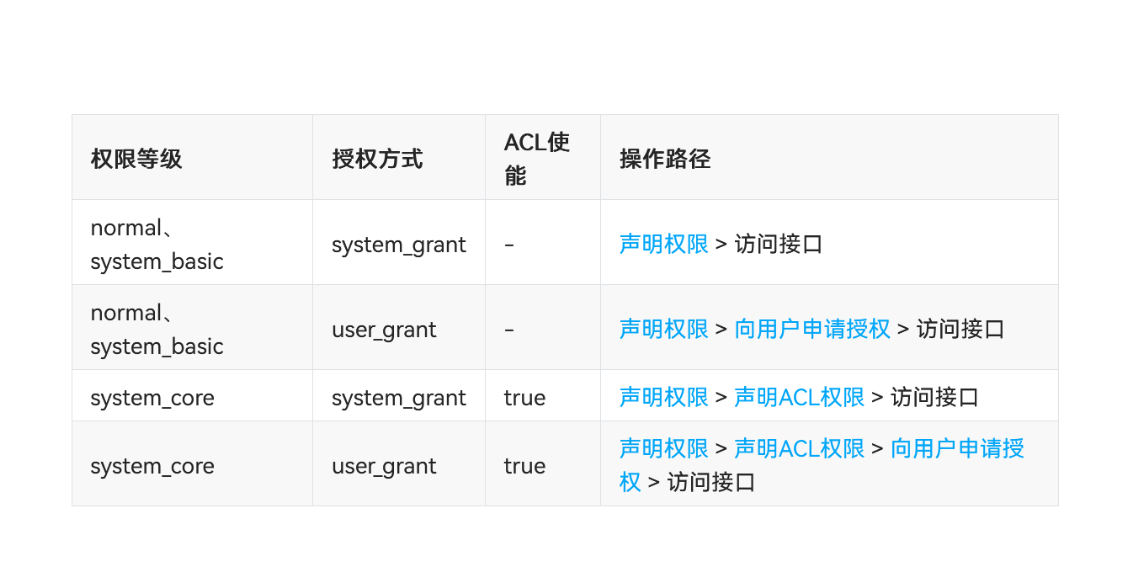 权限等级
授权方式
ACL使
能
操作路径
normal、
system_basic
system_grant
–
声明权限 > 访问接口
normal、
system_basic
user_grant
–
声明权限 > 向用户申请授权 > 访问接口
system_core
system_grant
true
声明权限 > 声明ACL权限 > 访问接口
system_core
user_grant
true
声明权限 > 声明ACL权限 > 向用户申请授
权 > 访问接口